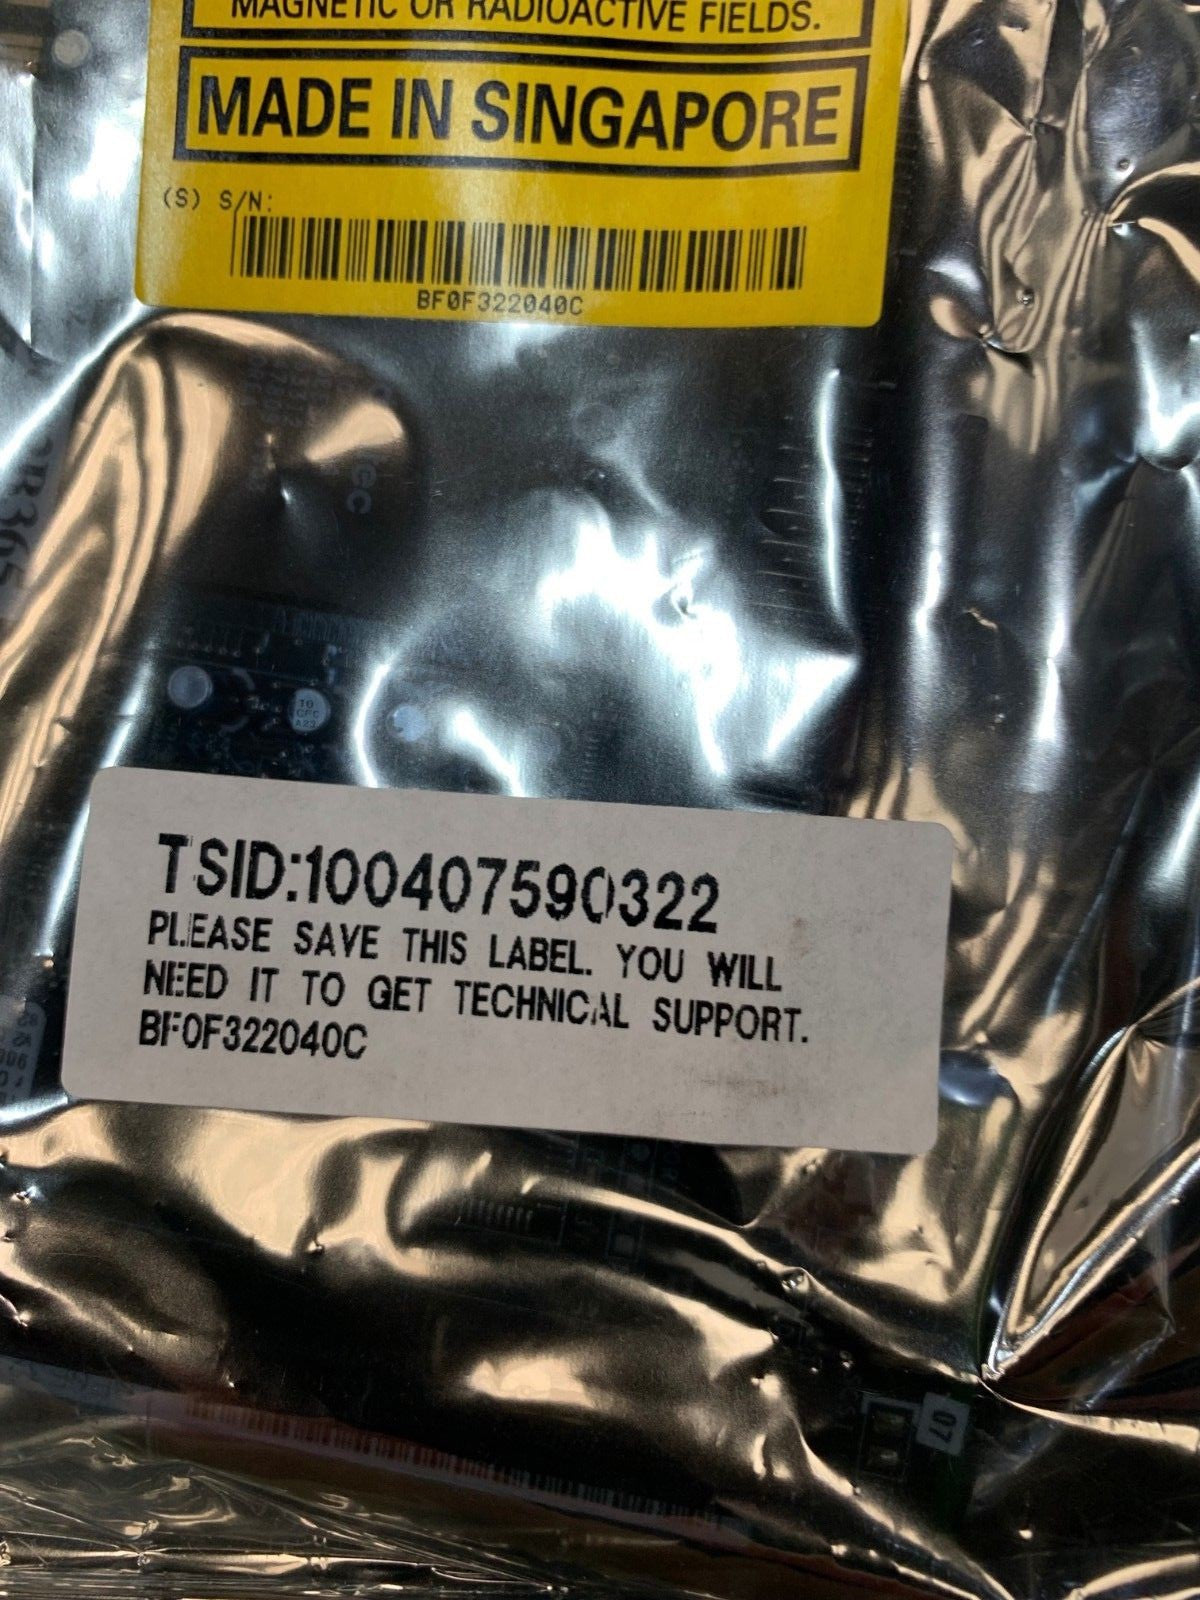 MAGNETIC OR RADIOACTIVE FIELDS.
MADE IN SINGAPORE
(S) S/N:
BF0F322040C
TSID:100407590322
PLEASE SAVE THIS LABEL. YOU WILL
NEED IT TO GET TECHNICAL SUPPORT.
BF0F322040C
07